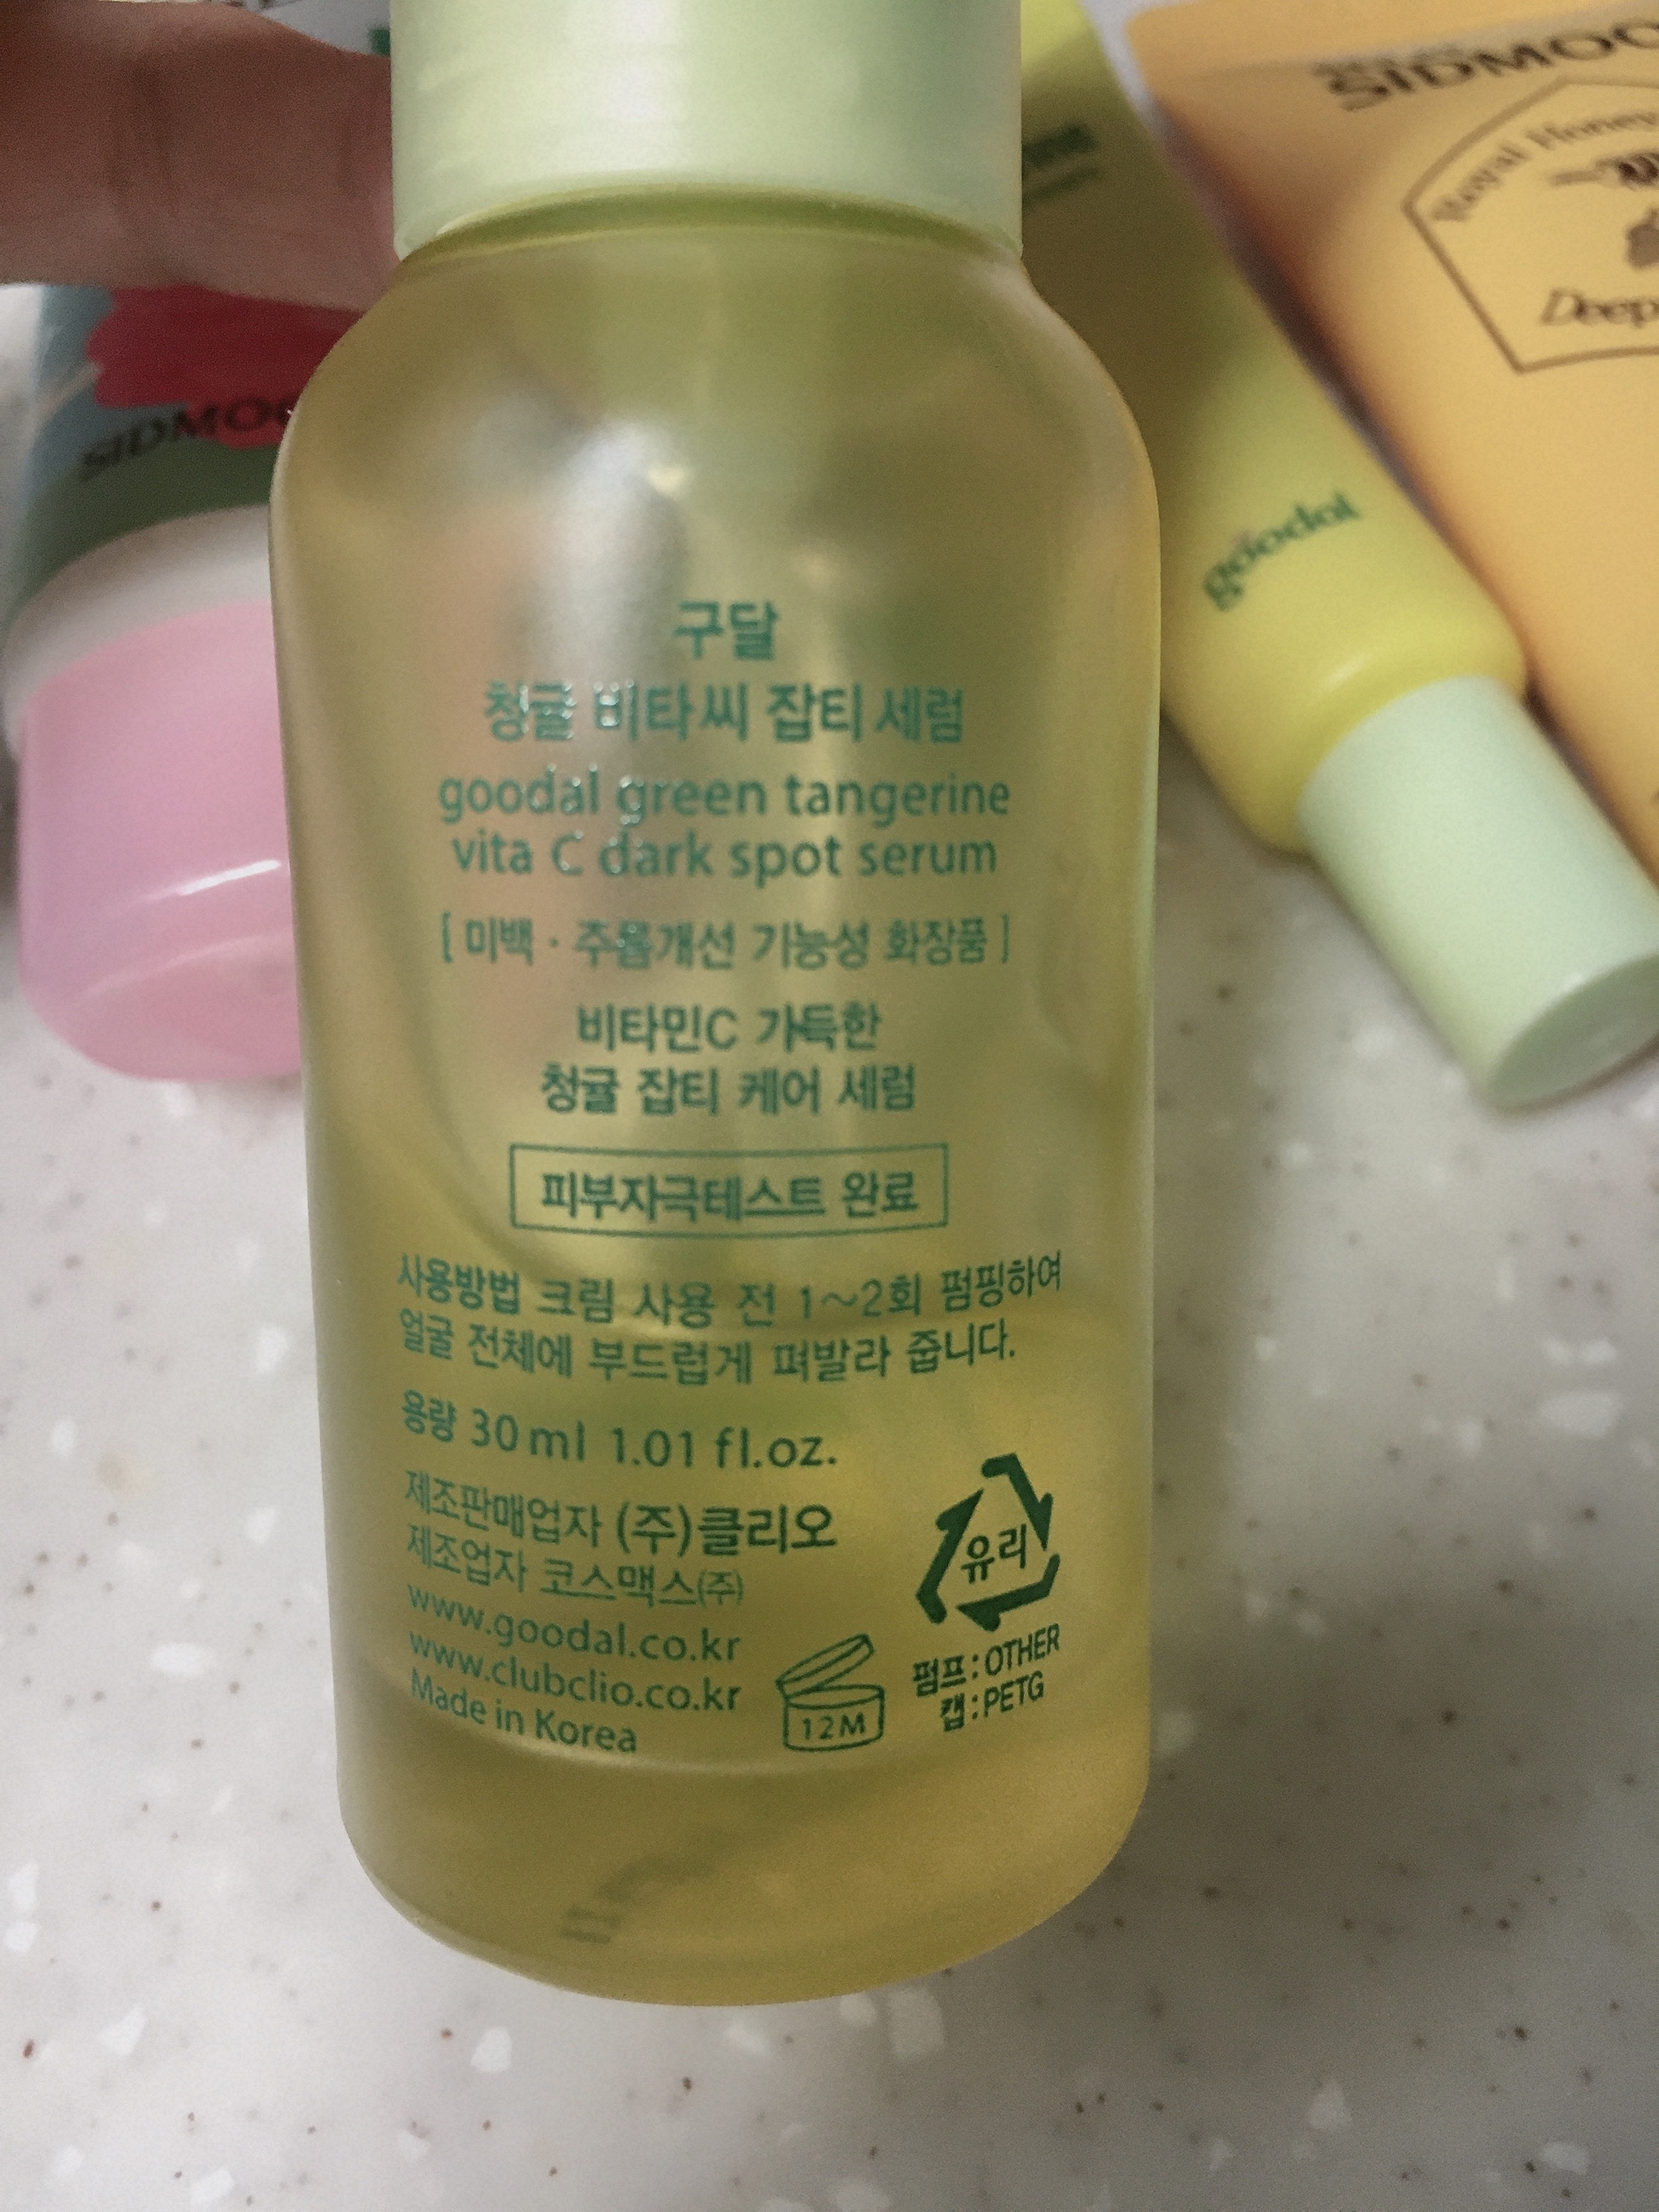 SIDMOO
Royal Honey
Deep
SIDMOO
goodal
구달
청귤 비타씨 잡티 세럼
goodal green tangerine
vita C dark spot serum
[ 미백 · 주름개선 기능성 화장품 ]
비타민C 가득한
청귤 잡티 케어 세럼
피부자극테스트 완료
사용방법 크림 사용 전 1~2회 펌핑하여
얼굴 전체에 부드럽게 펴발라 줍니다.
용량 30ml 1.01 fl.oz.
제조판매업자 (주)클리오
제조업자 코스맥스(주)
www.goodal.co.kr
www.clubclio.co.kr
Made in Korea
12M
유리
펌프:OTHER
캡:PETG